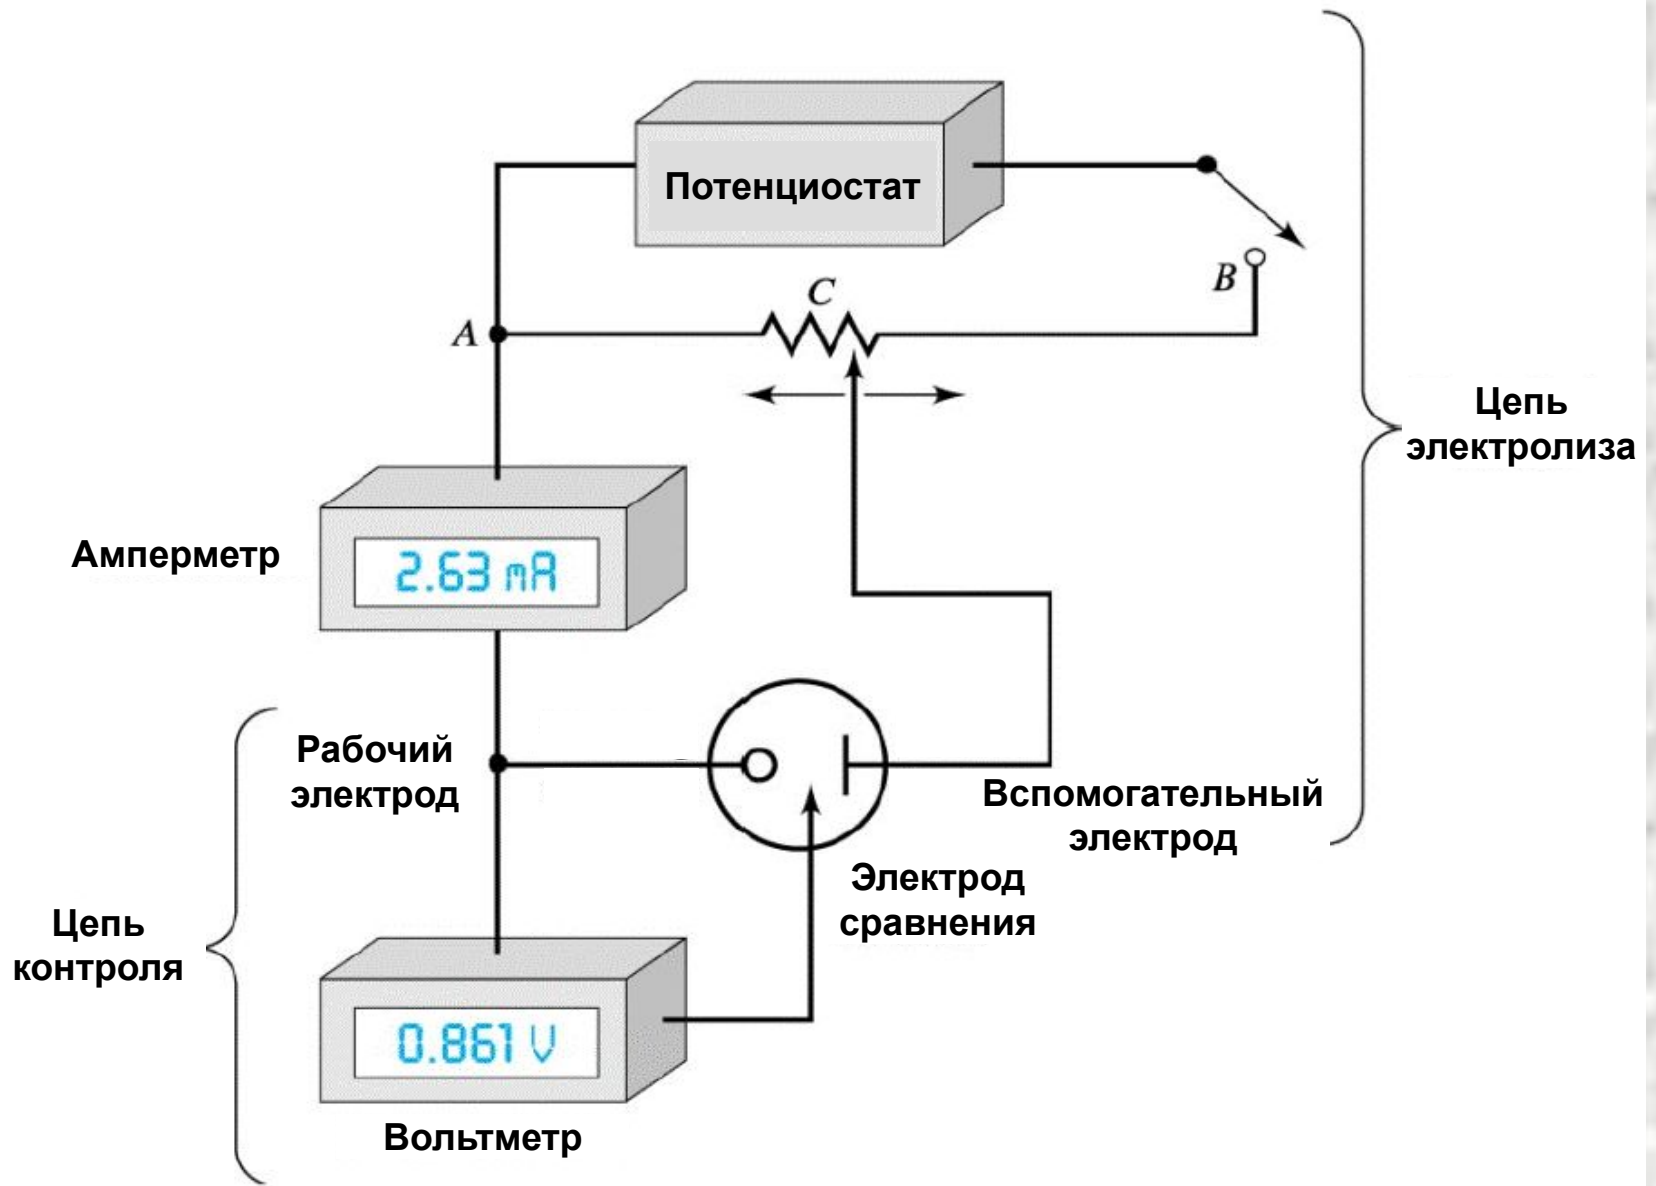 Потенциостат
C
B
A
Цепь
электролиза
Амперметр
2.63 mA
Рабочий
электрод
Вспомогательный
электрод
Электрод
сравнения
Цепь
контроля
0.861 V
Вольтметр